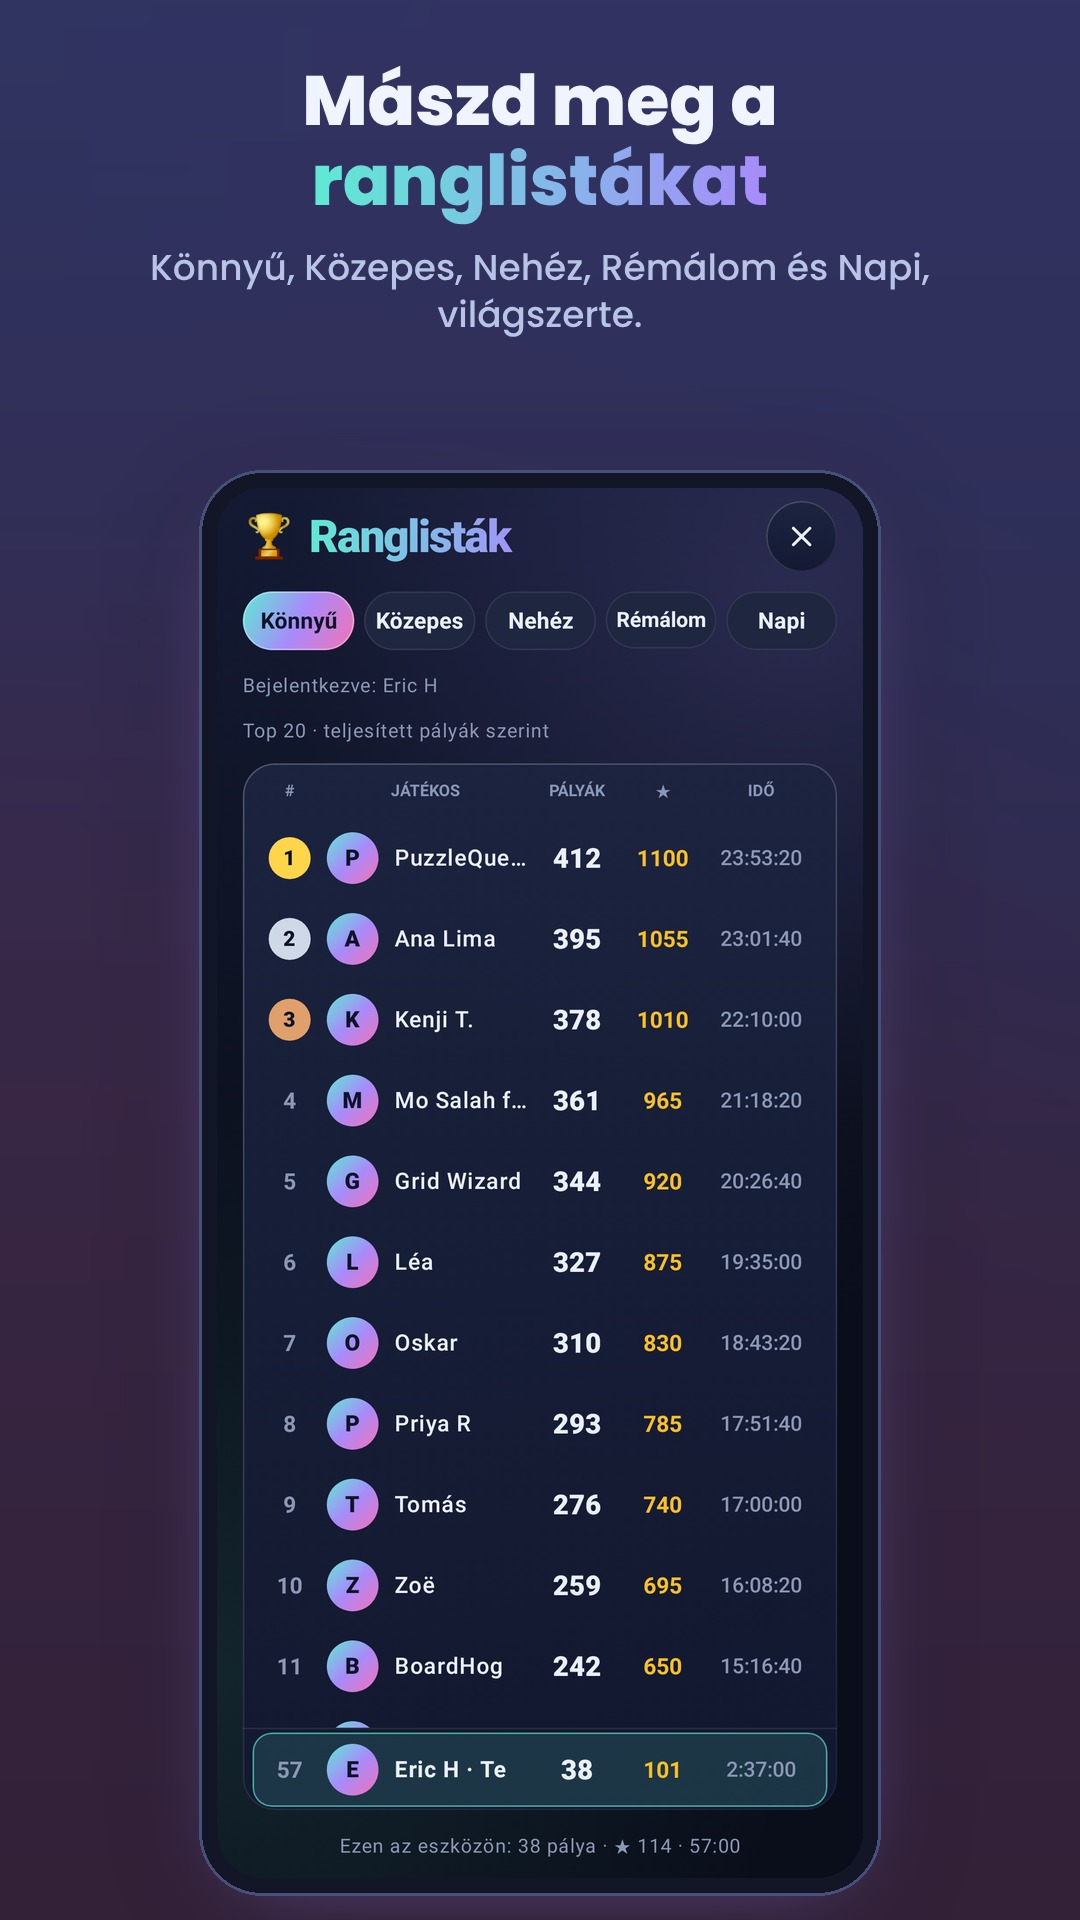 Mászd meg a
ranglistákat
Könnyű, Közepes, Nehéz, Rémálom és Napi,
világszerte.
Ranglisták
Könnyű Közepes Nehéz Rémálom Napi
Bejelentkezve: Eric H
Top 20 · teljesített pályák szerint
# JÁTÉKOS PÁLYÁK ★ IDŐ
1 P PuzzleQue... 412 1100 23:53:20
2 A Ana Lima 395 1055 23:01:40
3 K Kenji T. 378 1010 22:10:00
4 M Mo Salah f... 361 965 21:18:20
5 G Grid Wizard 344 920 20:26:40
6 L Léa 327 875 19:35:00
7 O Oskar 310 830 18:43:20
8 P Priya R 293 785 17:51:40
9 T Tomás 276 740 17:00:00
10 Z Zoë 259 695 16:08:20
11 B BoardHog 242 650 15:16:40
57 E Eric H · Te 38 101 2:37:00
Ezen az eszközön: 38 pálya · ★ 114 · 57:00